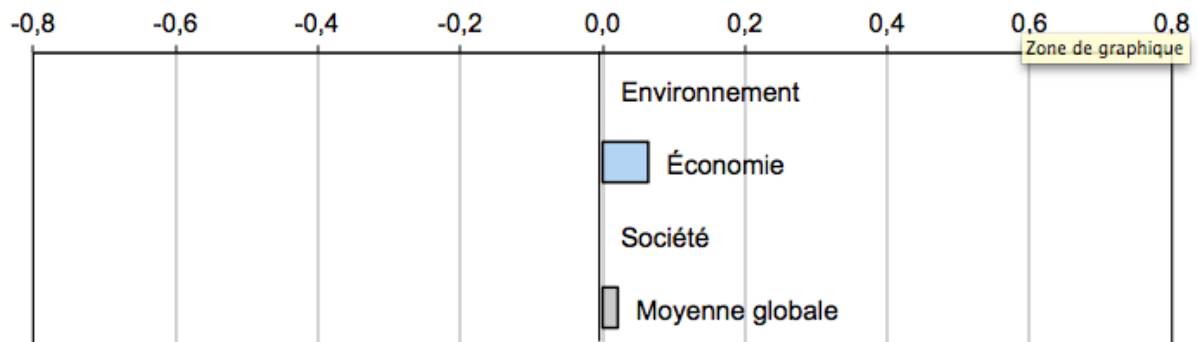 -0,8 -0,6 -0,4 -0,2 0,0 0,2 0,4 0,6 0,8
Zone de graphique
Environnement
Économie
Société
Moyenne globale